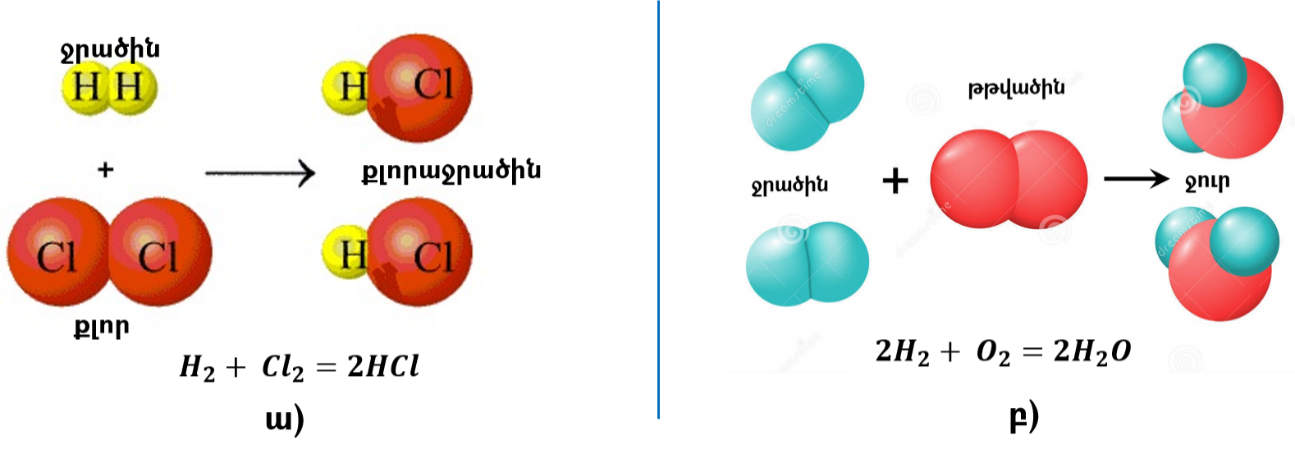 ջրածին
H H
+
Cl Cl
քլոր
H Cl
քլորաջրածին
H Cl
H₂ + Cl₂ = 2HCl
ա)
ջրածին
+
թթվածին
ջուր
2H₂ + O₂ = 2H₂O
բ)